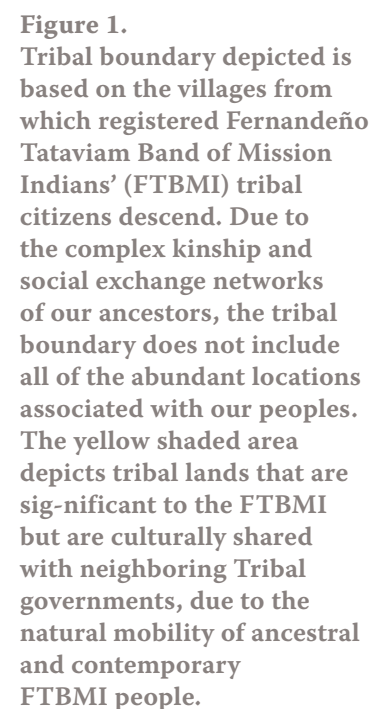 Figure 1.
Tribal boundary depicted is
based on the villages from
which registered Fernandeño
Tataviam Band of Mission
Indians’ (FTBMI) tribal
citizens descend. Due to
the complex kinship and
social exchange networks
of our ancestors, the tribal
boundary does not include
all of the abundant locations
associated with our peoples.
The yellow shaded area
depicts tribal lands that are
sig-nificant to the FTBMI
but are culturally shared
with neighboring Tribal
governments, due to the
natural mobility of ancestral
and contemporary
FTBMI people.